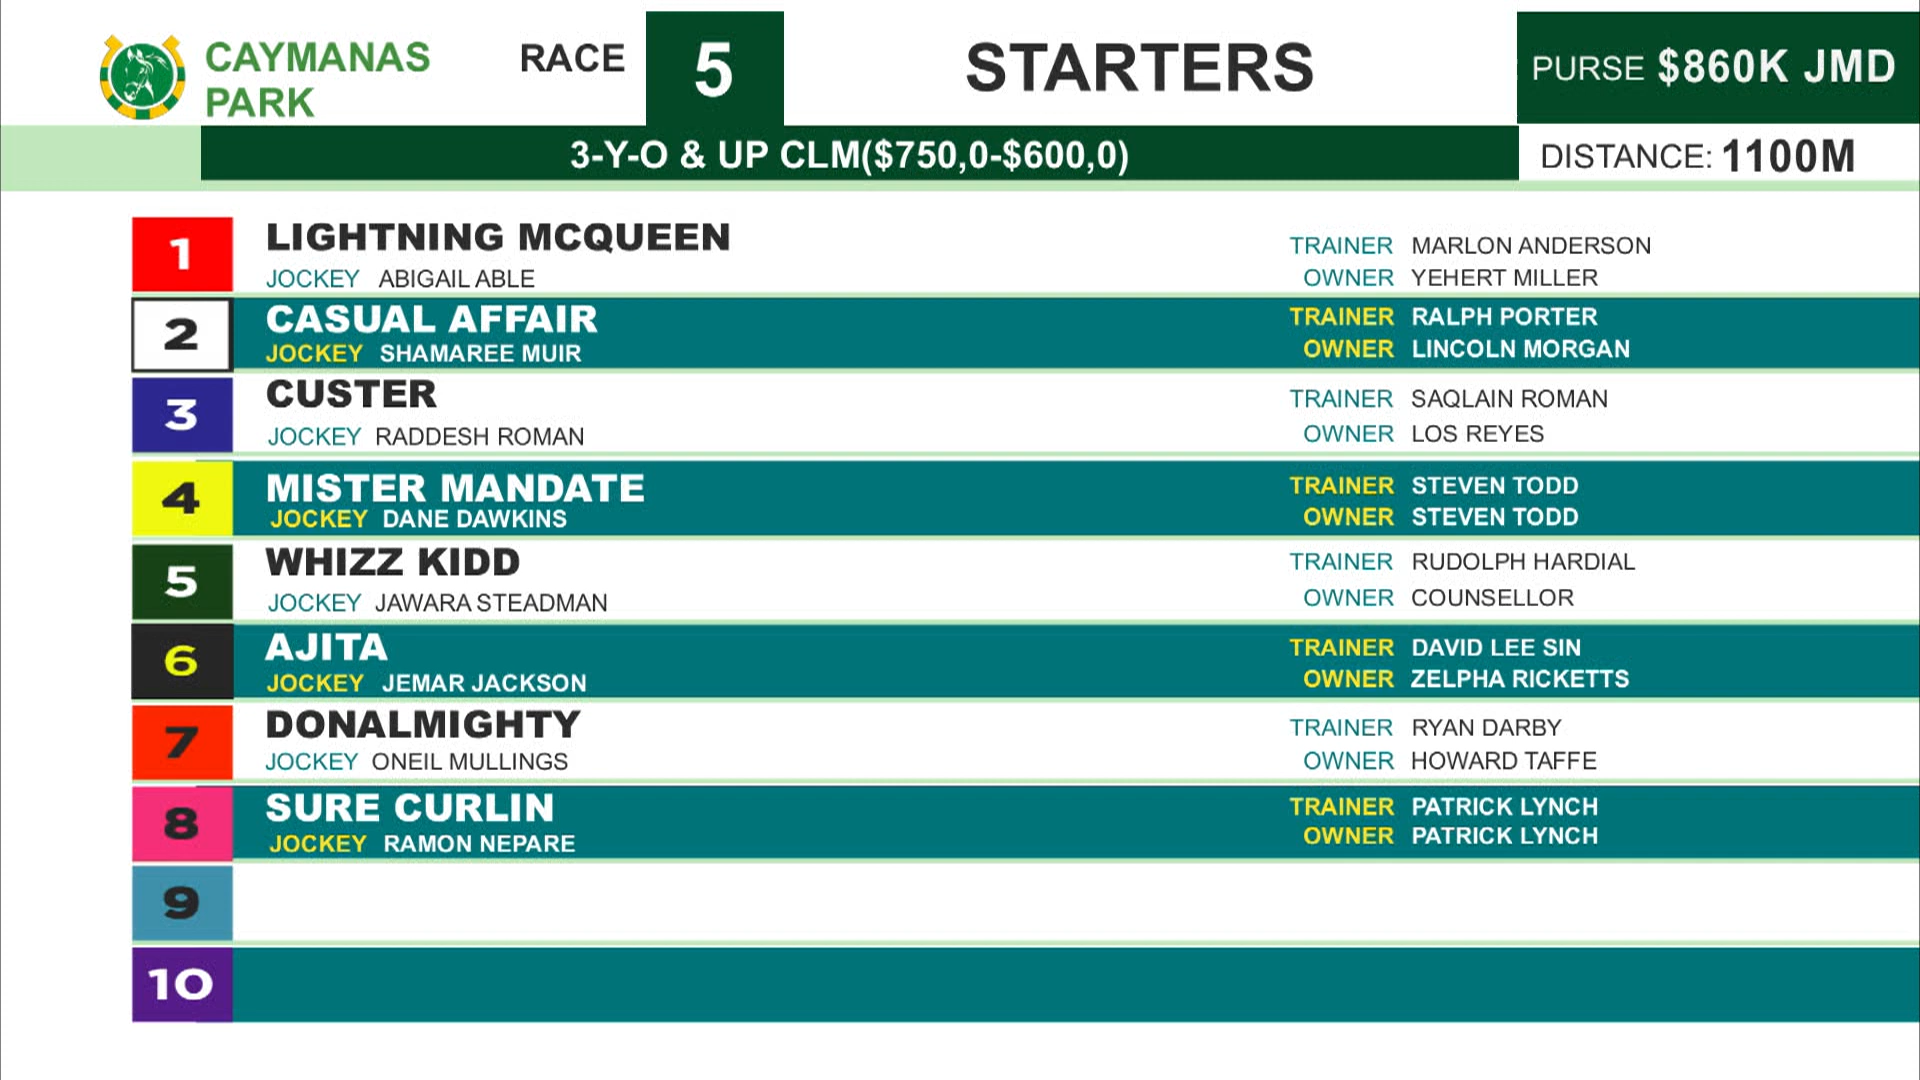 CAYMANAS PARK
RACE 5
STARTERS
PURSE $860K JMD
3-Y-O & UP CLM($750,0-$600,0)
DISTANCE: 1100M
1 LIGHTNING MCQUEEN
JOCKEY ABIGAIL ABLE
TRAINER MARLON ANDERSON
OWNER YEHERT MILLER
2 CASUAL AFFAIR
JOCKEY SHAMAREE MUIR
TRAINER RALPH PORTER
OWNER LINCOLN MORGAN
3 CUSTER
JOCKEY RADDESH ROMAN
TRAINER SAQLAIN ROMAN
OWNER LOS REYES
4 MISTER MANDATE
JOCKEY DANE DAWKINS
TRAINER STEVEN TODD
OWNER STEVEN TODD
5 WHIZZ KIDD
JOCKEY JAWARA STEADMAN
TRAINER RUDOLPH HARDIAL
OWNER COUNSELLOR
6 AJITA
JOCKEY JEMAR JACKSON
TRAINER DAVID LEE SIN
OWNER ZELPHA RICKETTS
7 DONALMIGHTY
JOCKEY ONEIL MULLINGS
TRAINER RYAN DARBY
OWNER HOWARD TAFFE
8 SURE CURLIN
JOCKEY RAMON NEPARE
TRAINER PATRICK LYNCH
OWNER PATRICK LYNCH
9
10